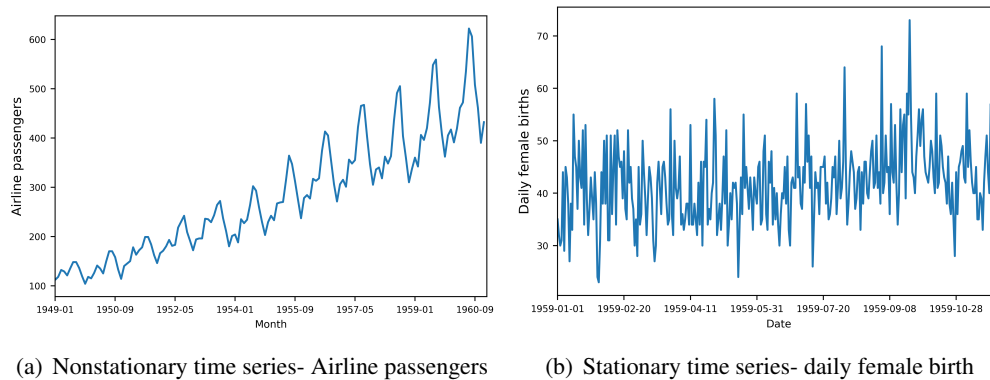 600
500
400
300
200
100
Airline passengers
1949-01 1950-09 1952-05 1954-01 1955-09 1957-05 1959-01 1960-09
Month
70
60
50
40
30
Daily female births
1959-01-01 1959-02-20 1959-04-11 1959-05-31 1959-07-20 1959-09-08 1959-10-28
Date
(a) Nonstationary time series- Airline passengers
(b) Stationary time series- daily female birth